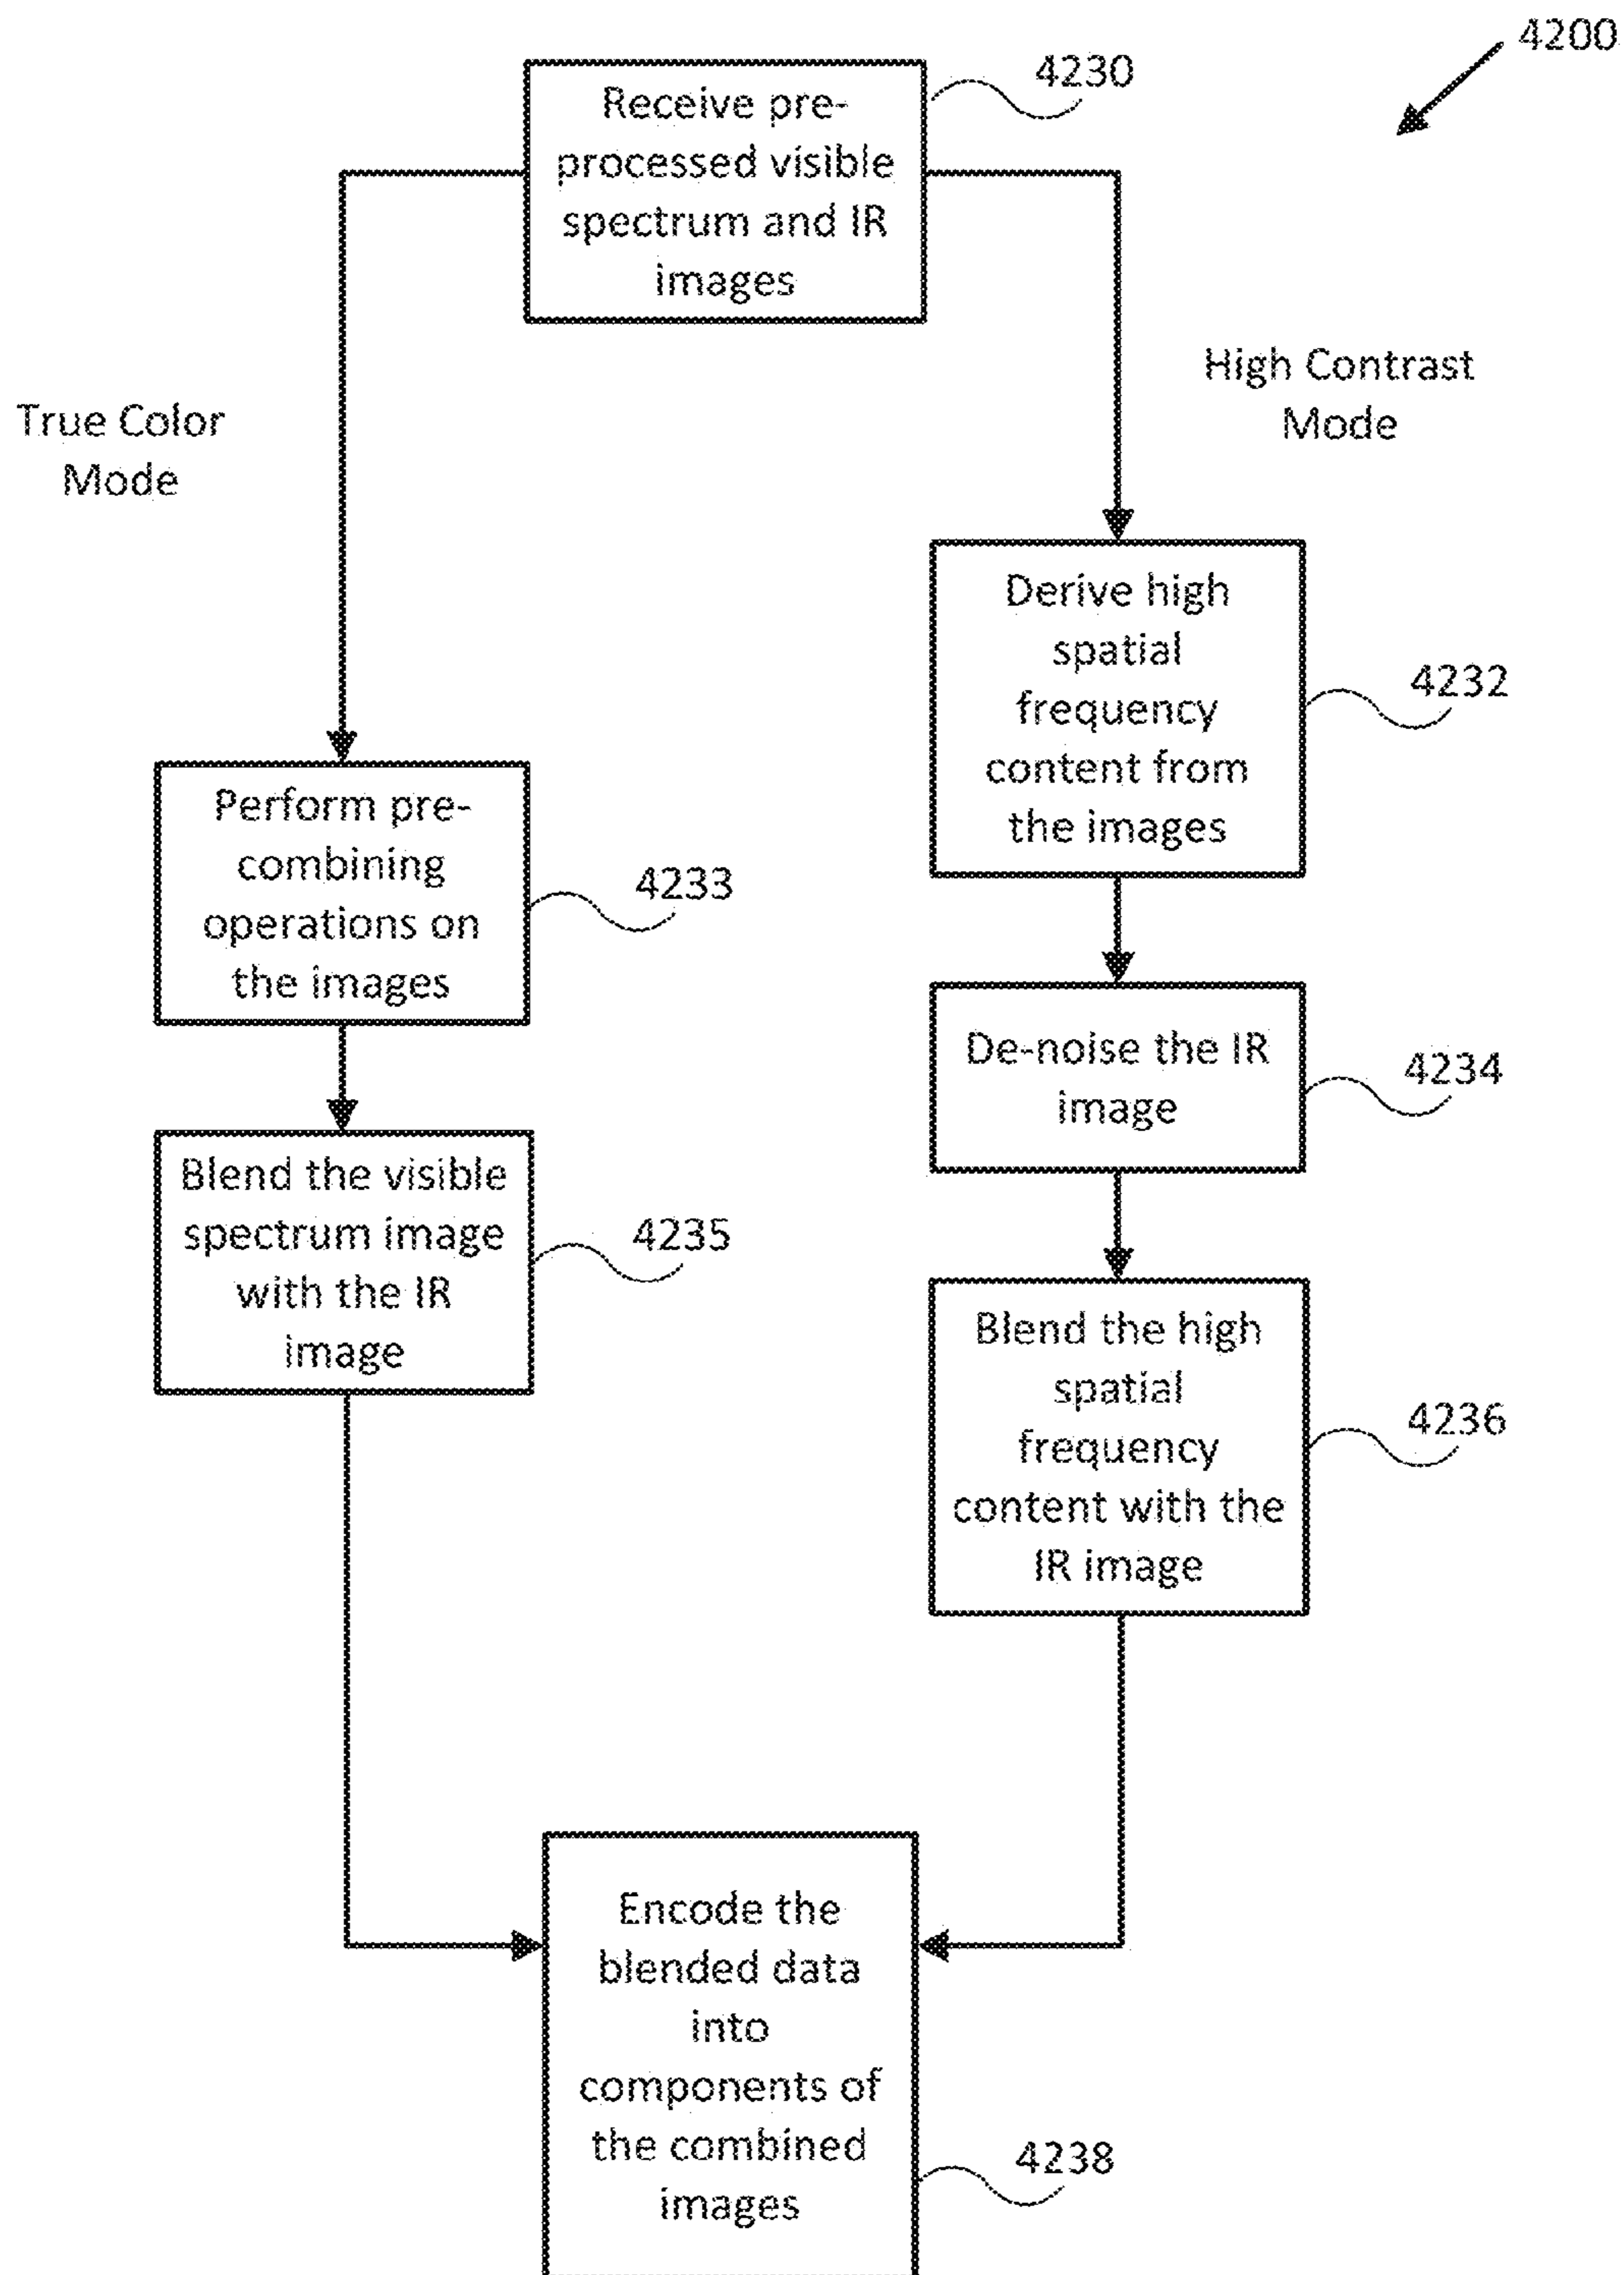 4200
4230
Receive pre-
processed visible
spectrum and IR
images
High Contrast
Mode
True Color
Mode
Derive high
spatial
frequency
content from
the images
4232
Perform pre-
combining
operations on
the images
4233
De-noise the IR
image
4234
Blend the visible
spectrum image
with the IR
image
4235
Blend the high
spatial
frequency
content with the
IR image
4236
Encode the
blended data
into
components of
the combined
images
4238